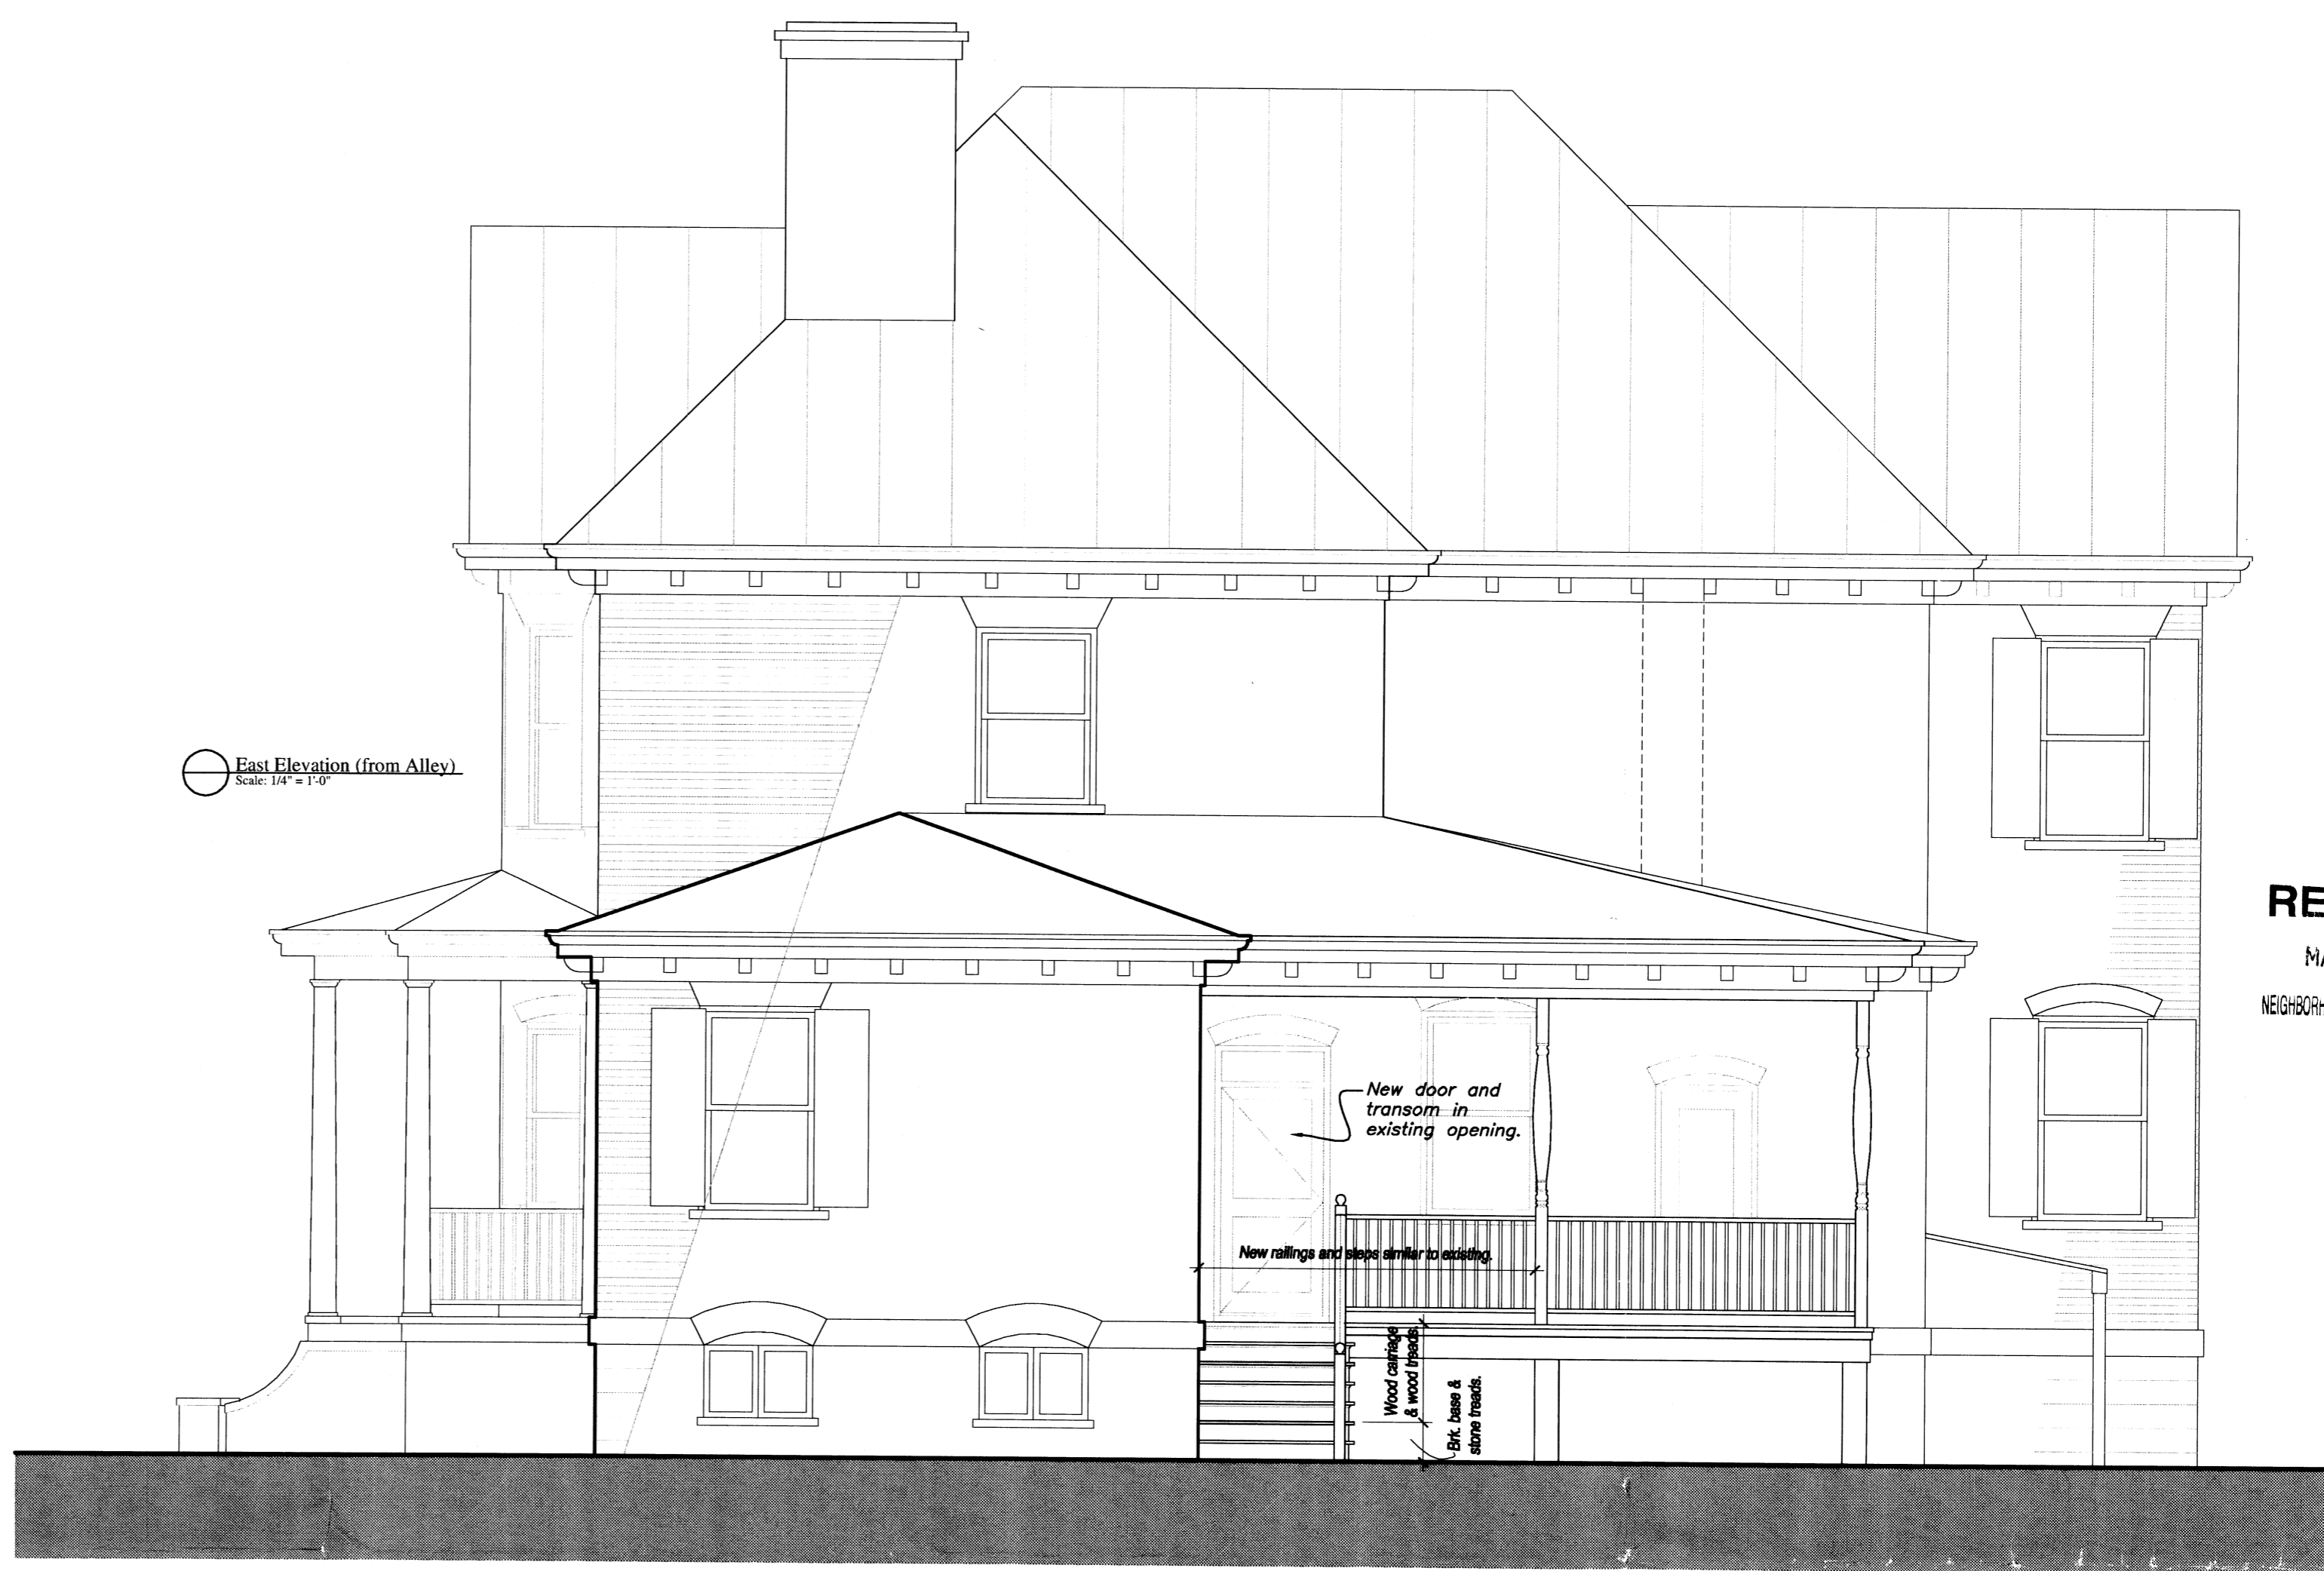 East Elevation (from Alley)
Scale: 1/4" = 1'-0"
RE
MA
NEIGHBORH
New door and
transom in
existing opening.
New railings and steps similar to existing.
Wood carriage
& wood treads.
Brk. base &
stone treads.